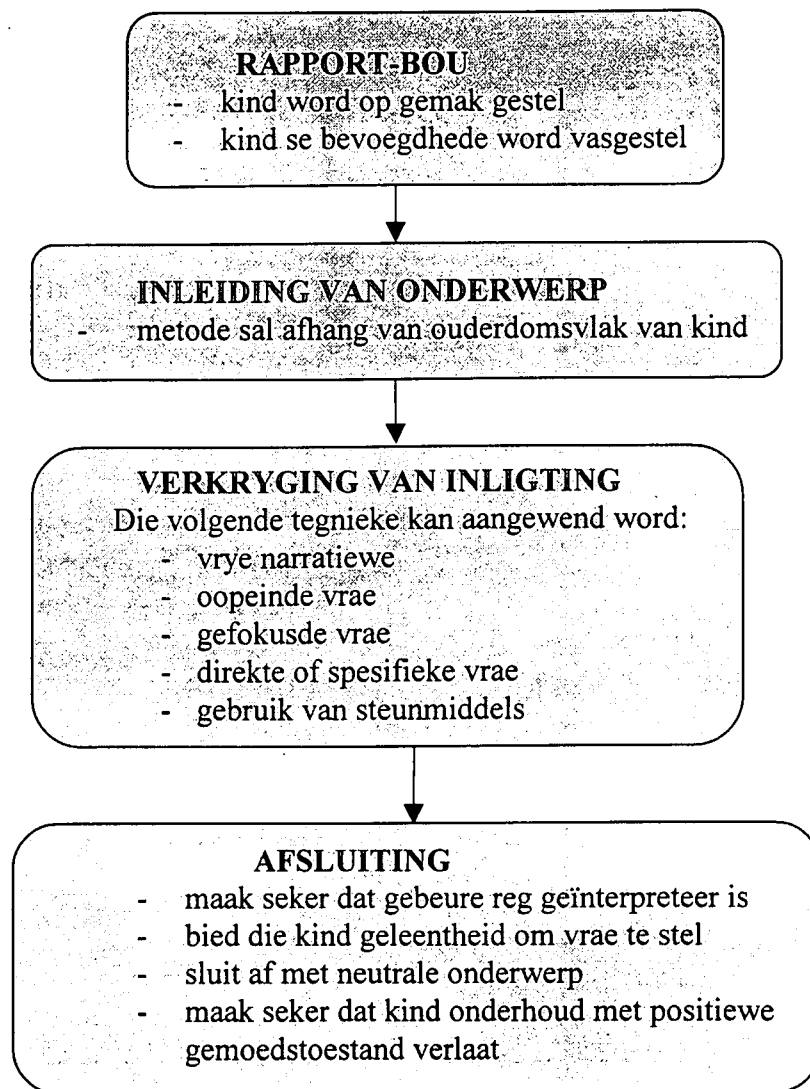 RAPPORT-BOU
- kind word op gemak gestel
- kind se bevoegdhede word vasgestel
INLEIDING VAN ONDERWERP
- metode sal afhang van ouderdomsvlak van kind
VERKRYGING VAN INLIGTING
Die volgende tegnieke kan aangewend word:
- vrye narratiewe
- oopeinde vrae
- gefokusde vrae
- direkte of spesifieke vrae
- gebruik van steunmiddels
AFSLUITING
- maak seker dat gebeure reg geïnterpreteer is
- bied die kind geleentheid om vrae te stel
- sluit af met neutrale onderwerp
- maak seker dat kind onderhoud met positiewe
gemoedstoestand verlaat